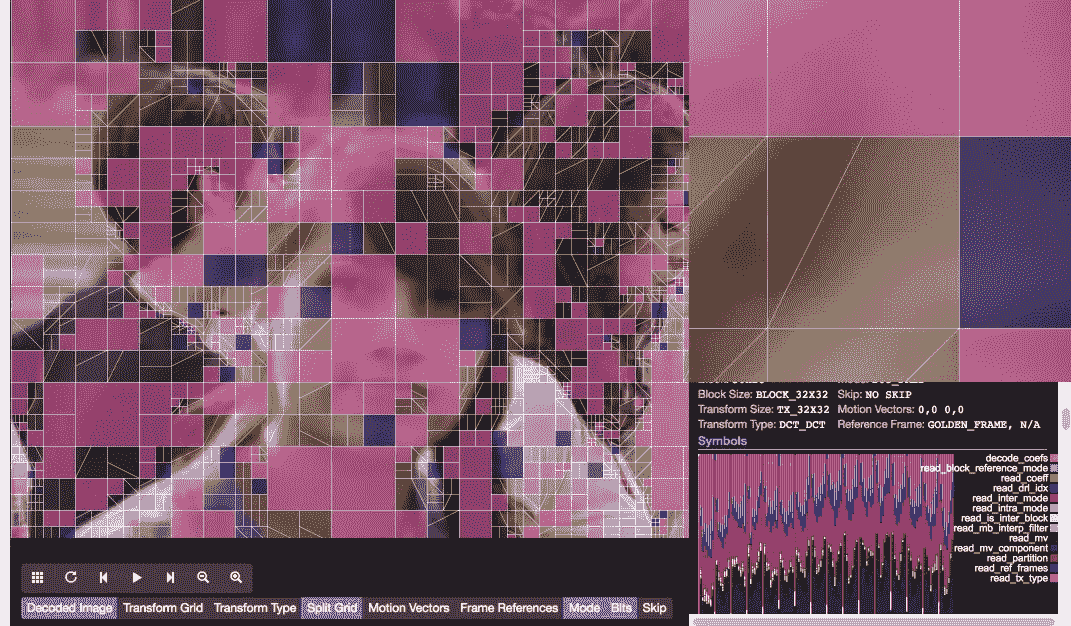 Block Size: BLOCK_32X32 Skip: NO SKIP
Transform Size: TX_32X32 Motion Vectors: 0,0 0,0
Transform Type: DCT_DCT Reference Frame: GOLDEN_FRAME, N/A
Symbols
decode_coefs
read_block_reference_mode
read_coeff
read_drl_idx
read_inter_mode
read_intra_mode
read_is_inter_block
read_mb_interp_filter
read_mv
read_mv_component
read_partition
read_ref_frames
read_tx_type
Decoded Image Transform Grid Transform Type Split Grid Motion Vectors Frame References Mode Bits Skip